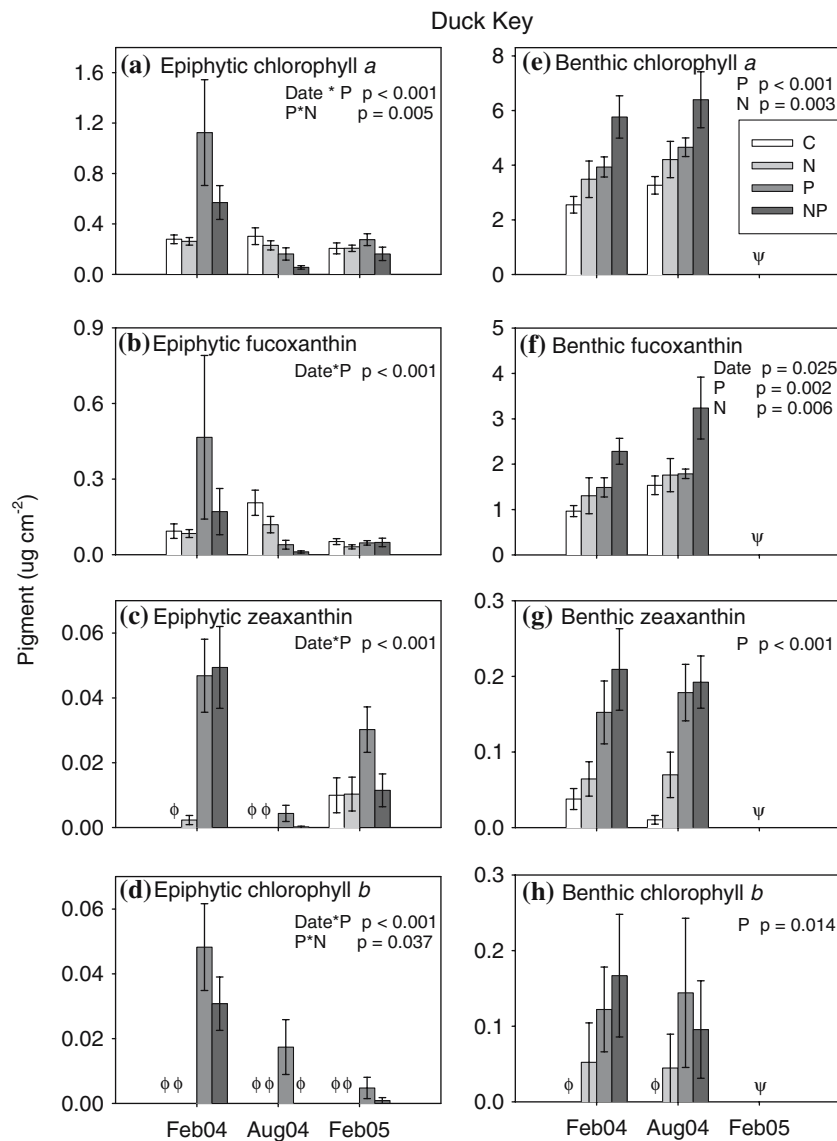 Duck Key
Pigment (ug cm-2)
(a) Epiphytic chlorophyll a
Date * P p < 0.001
P*N p = 0.005
1.6
1.2
0.8
0.4
0.0
(b) Epiphytic fucoxanthin
Date*P p < 0.001
0.9
0.6
0.3
0.0
(c) Epiphytic zeaxanthin
Date*P p < 0.001
0.06
0.04
0.02
0.00
ϕ ϕ ϕ
(d) Epiphytic chlorophyll b
Date*P p < 0.001
P*N p = 0.037
0.06
0.04
0.02
0.00
ϕ ϕ ϕ ϕ ϕ ϕ ϕ
Feb04 Aug04 Feb05
(e) Benthic chlorophyll a
P p < 0.001
N p = 0.003
C
N
P
NP
8
6
4
2
0
ψ
(f) Benthic fucoxanthin
Date p = 0.025
P p = 0.002
N p = 0.006
5
4
3
2
1
0
ψ
(g) Benthic zeaxanthin
P p < 0.001
0.3
0.2
0.1
0.0
ψ
(h) Benthic chlorophyll b
P p = 0.014
0.3
0.2
0.1
0.0
ϕ ϕ ψ
Feb04 Aug04 Feb05